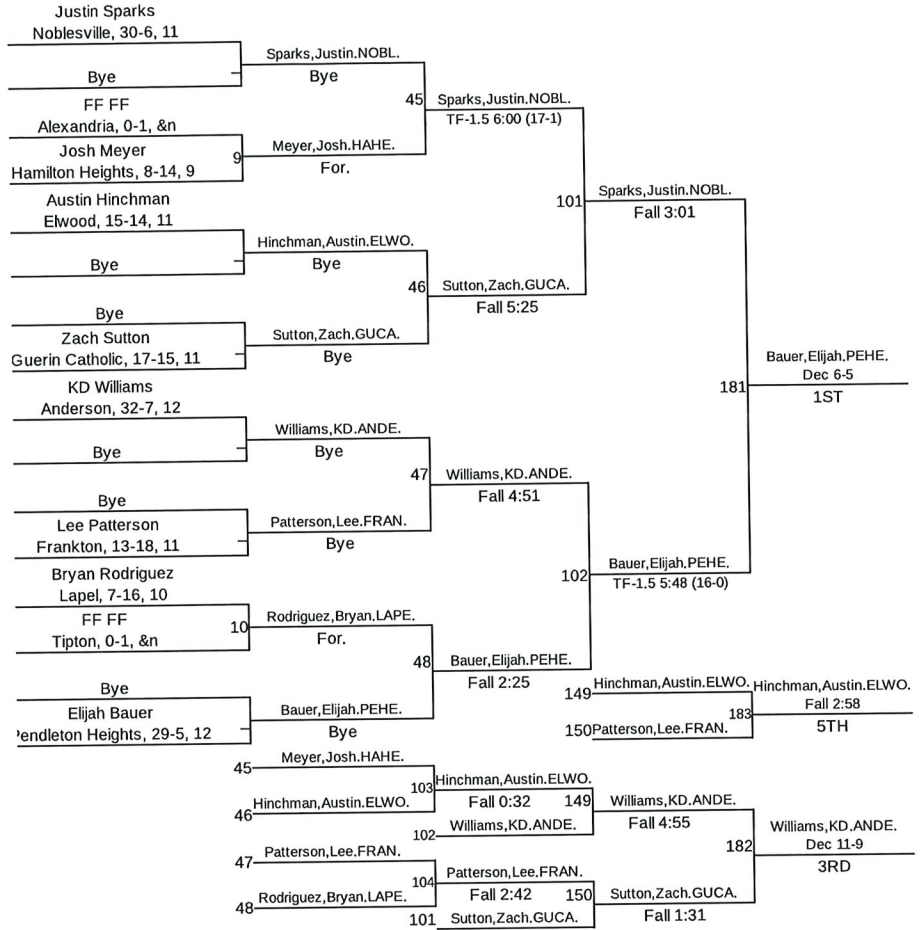 Justin Sparks
Noblesville, 30-6, 11
Bye
Sparks,Justin.NOBL.
Bye
FF FF
Alexandria, 0-1, &n
Josh Meyer
Hamilton Heights, 8-14, 9
9
Meyer,Josh.HAHE.
For.
45
Sparks,Justin.NOBL.
TF-1.5 6:00 (17-1)
Austin Hinchman
Elwood, 15-14, 11
Bye
Hinchman,Austin.ELWO.
Bye
Bye
Zach Sutton
Guerin Catholic, 17-15, 11
Sutton,Zach.GUCA.
Bye
46
Sutton,Zach.GUCA.
Fall 5:25
101
Sparks,Justin.NOBL.
Fall 3:01
KD Williams
Anderson, 32-7, 12
Bye
Williams,KD.ANDE.
Bye
Bye
Lee Patterson
Frankton, 13-18, 11
Patterson,Lee.FRAN.
Bye
47
Williams,KD.ANDE.
Fall 4:51
Bryan Rodriguez
Lapel, 7-16, 10
FF FF
Tipton, 0-1, &n
10
Rodriguez,Bryan.LAPE.
For.
Bye
Elijah Bauer
Pendleton Heights, 29-5, 12
Bauer,Elijah.PEHE.
Bye
48
Bauer,Elijah.PEHE.
Fall 2:25
102
Bauer,Elijah.PEHE.
TF-1.5 5:48 (16-0)
181
Bauer,Elijah.PEHE.
Dec 6-5
1ST
149
Hinchman,Austin.ELWO.
150
Patterson,Lee.FRAN.
183
Hinchman,Austin.ELWO.
Fall 2:58
5TH
45
Meyer,Josh.HAHE.
46
Hinchman,Austin.ELWO.
103
Hinchman,Austin.ELWO.
Fall 0:32
102
Williams,KD.ANDE.
149
Williams,KD.ANDE.
Fall 4:55
47
Patterson,Lee.FRAN.
48
Rodriguez,Bryan.LAPE.
104
Patterson,Lee.FRAN.
Fall 2:42
101
Sutton,Zach.GUCA.
150
Sutton,Zach.GUCA.
Fall 1:31
182
Williams,KD.ANDE.
Dec 11-9
3RD